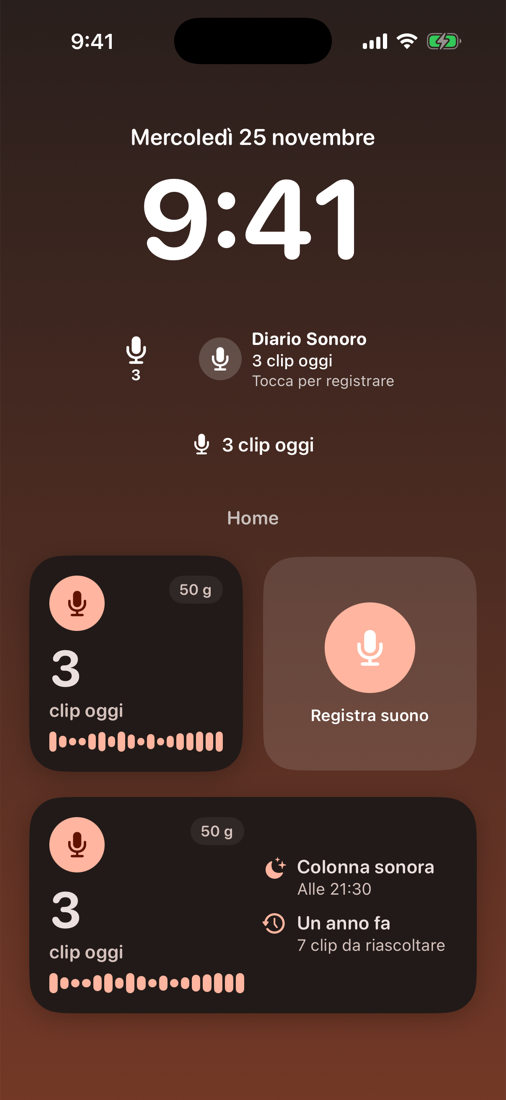 9:41
Mercoledì 25 novembre
9:41
3
Diario Sonoro
3 clip oggi
Tocca per registrare
3 clip oggi
Home
50 g
3
clip oggi
Registra suono
50 g
3
clip oggi
Colonna sonora
Alle 21:30
Un anno fa
7 clip da riascoltare